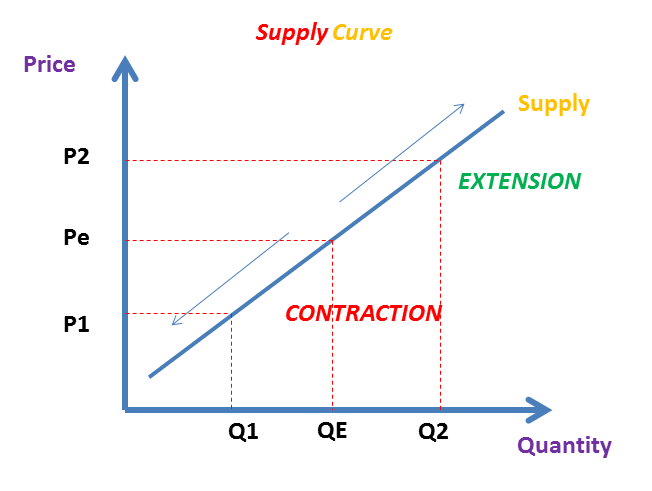 Supply Curve
Price
Supply
P2
EXTENSION
Pe
CONTRACTION
P1
Q1
QE
Q2
Quantity